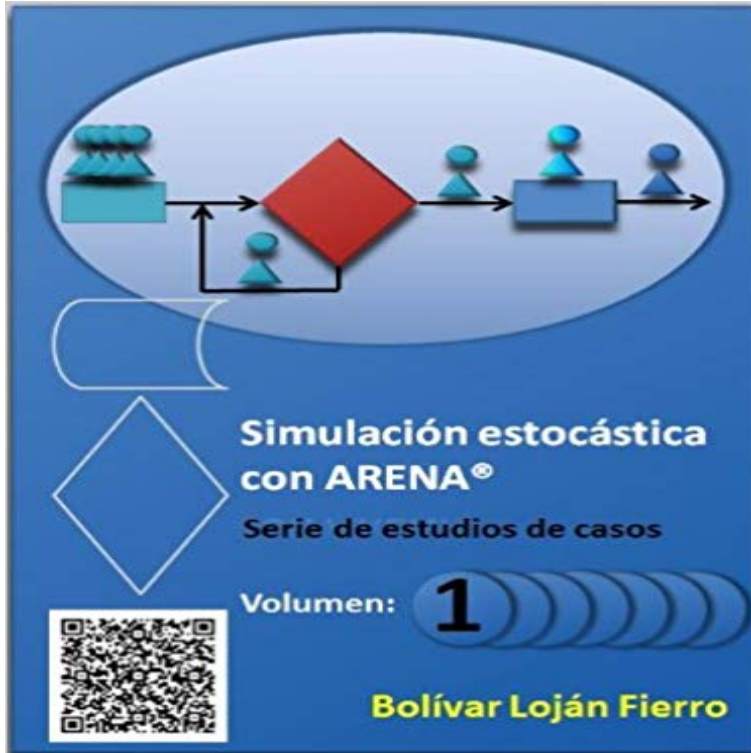 Simulación estocástica
con ARENA®
Serie de estudios de casos
Volumen: 1
Bolívar Loján Fierro